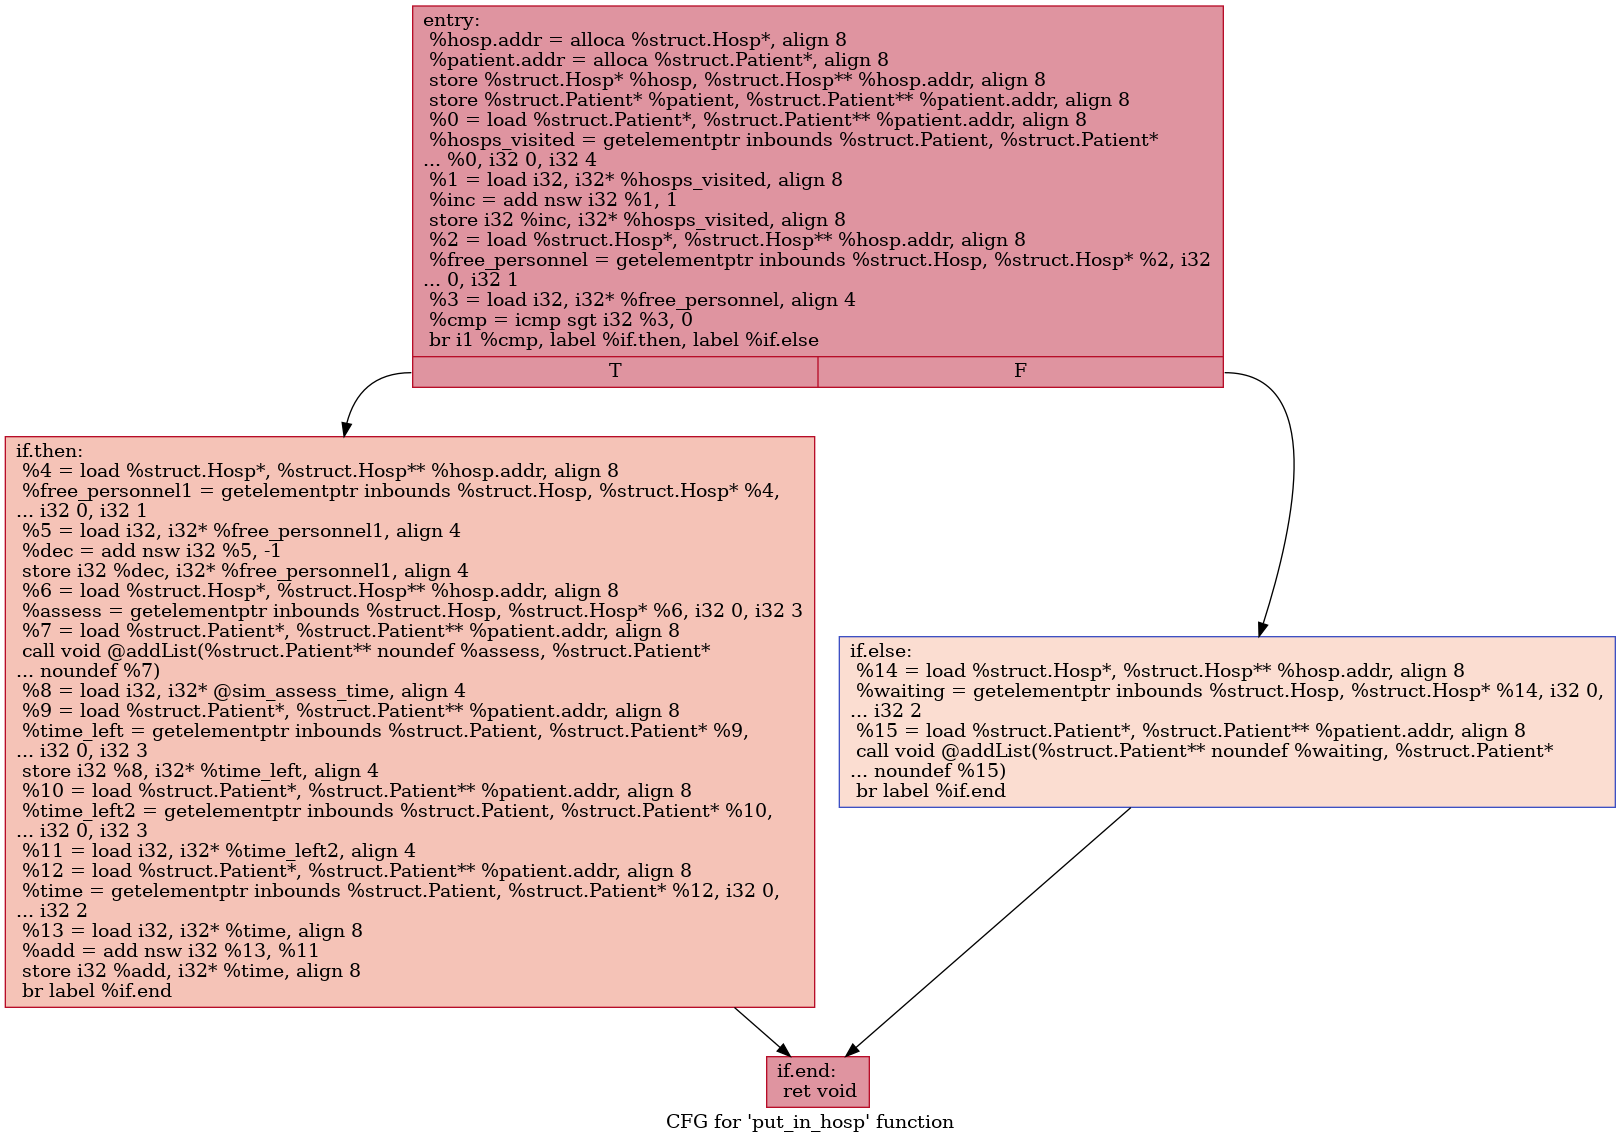 entry:
%hosp.addr = alloca %struct.Hosp*, align 8
%patient.addr = alloca %struct.Patient*, align 8
store %struct.Hosp* %hosp, %struct.Hosp** %hosp.addr, align 8
store %struct.Patient* %patient, %struct.Patient** %patient.addr, align 8
%0 = load %struct.Patient*, %struct.Patient** %patient.addr, align 8
%hosps_visited = getelementptr inbounds %struct.Patient, %struct.Patient*
... %0, i32 0, i32 4
%1 = load i32, i32* %hosps_visited, align 8
%inc = add nsw i32 %1, 1
store i32 %inc, i32* %hosps_visited, align 8
%2 = load %struct.Hosp*, %struct.Hosp** %hosp.addr, align 8
%free_personnel = getelementptr inbounds %struct.Hosp, %struct.Hosp* %2, i32
... 0, i32 1
%3 = load i32, i32* %free_personnel, align 4
%cmp = icmp sgt i32 %3, 0
br i1 %cmp, label %if.then, label %if.else
T
F
if.then:
%4 = load %struct.Hosp*, %struct.Hosp** %hosp.addr, align 8
%free_personnel1 = getelementptr inbounds %struct.Hosp, %struct.Hosp* %4,
... i32 0, i32 1
%5 = load i32, i32* %free_personnel1, align 4
%dec = add nsw i32 %5, -1
store i32 %dec, i32* %free_personnel1, align 4
%6 = load %struct.Hosp*, %struct.Hosp** %hosp.addr, align 8
%assess = getelementptr inbounds %struct.Hosp, %struct.Hosp* %6, i32 0, i32 3
%7 = load %struct.Patient*, %struct.Patient** %patient.addr, align 8
call void @addList(%struct.Patient** noundef %assess, %struct.Patient*
... noundef %7)
%8 = load i32, i32* @sim_assess_time, align 4
%9 = load %struct.Patient*, %struct.Patient** %patient.addr, align 8
%time_left = getelementptr inbounds %struct.Patient, %struct.Patient* %9,
... i32 0, i32 3
store i32 %8, i32* %time_left, align 4
%10 = load %struct.Patient*, %struct.Patient** %patient.addr, align 8
%time_left2 = getelementptr inbounds %struct.Patient, %struct.Patient* %10,
... i32 0, i32 3
%11 = load i32, i32* %time_left2, align 4
%12 = load %struct.Patient*, %struct.Patient** %patient.addr, align 8
%time = getelementptr inbounds %struct.Patient, %struct.Patient* %12, i32 0,
... i32 2
%13 = load i32, i32* %time, align 8
%add = add nsw i32 %13, %11
store i32 %add, i32* %time, align 8
br label %if.end
if.else:
%14 = load %struct.Hosp*, %struct.Hosp** %hosp.addr, align 8
%waiting = getelementptr inbounds %struct.Hosp, %struct.Hosp* %14, i32 0,
... i32 2
%15 = load %struct.Patient*, %struct.Patient** %patient.addr, align 8
call void @addList(%struct.Patient** noundef %waiting, %struct.Patient*
... noundef %15)
br label %if.end
if.end:
ret void
CFG for 'put_in_hosp' function